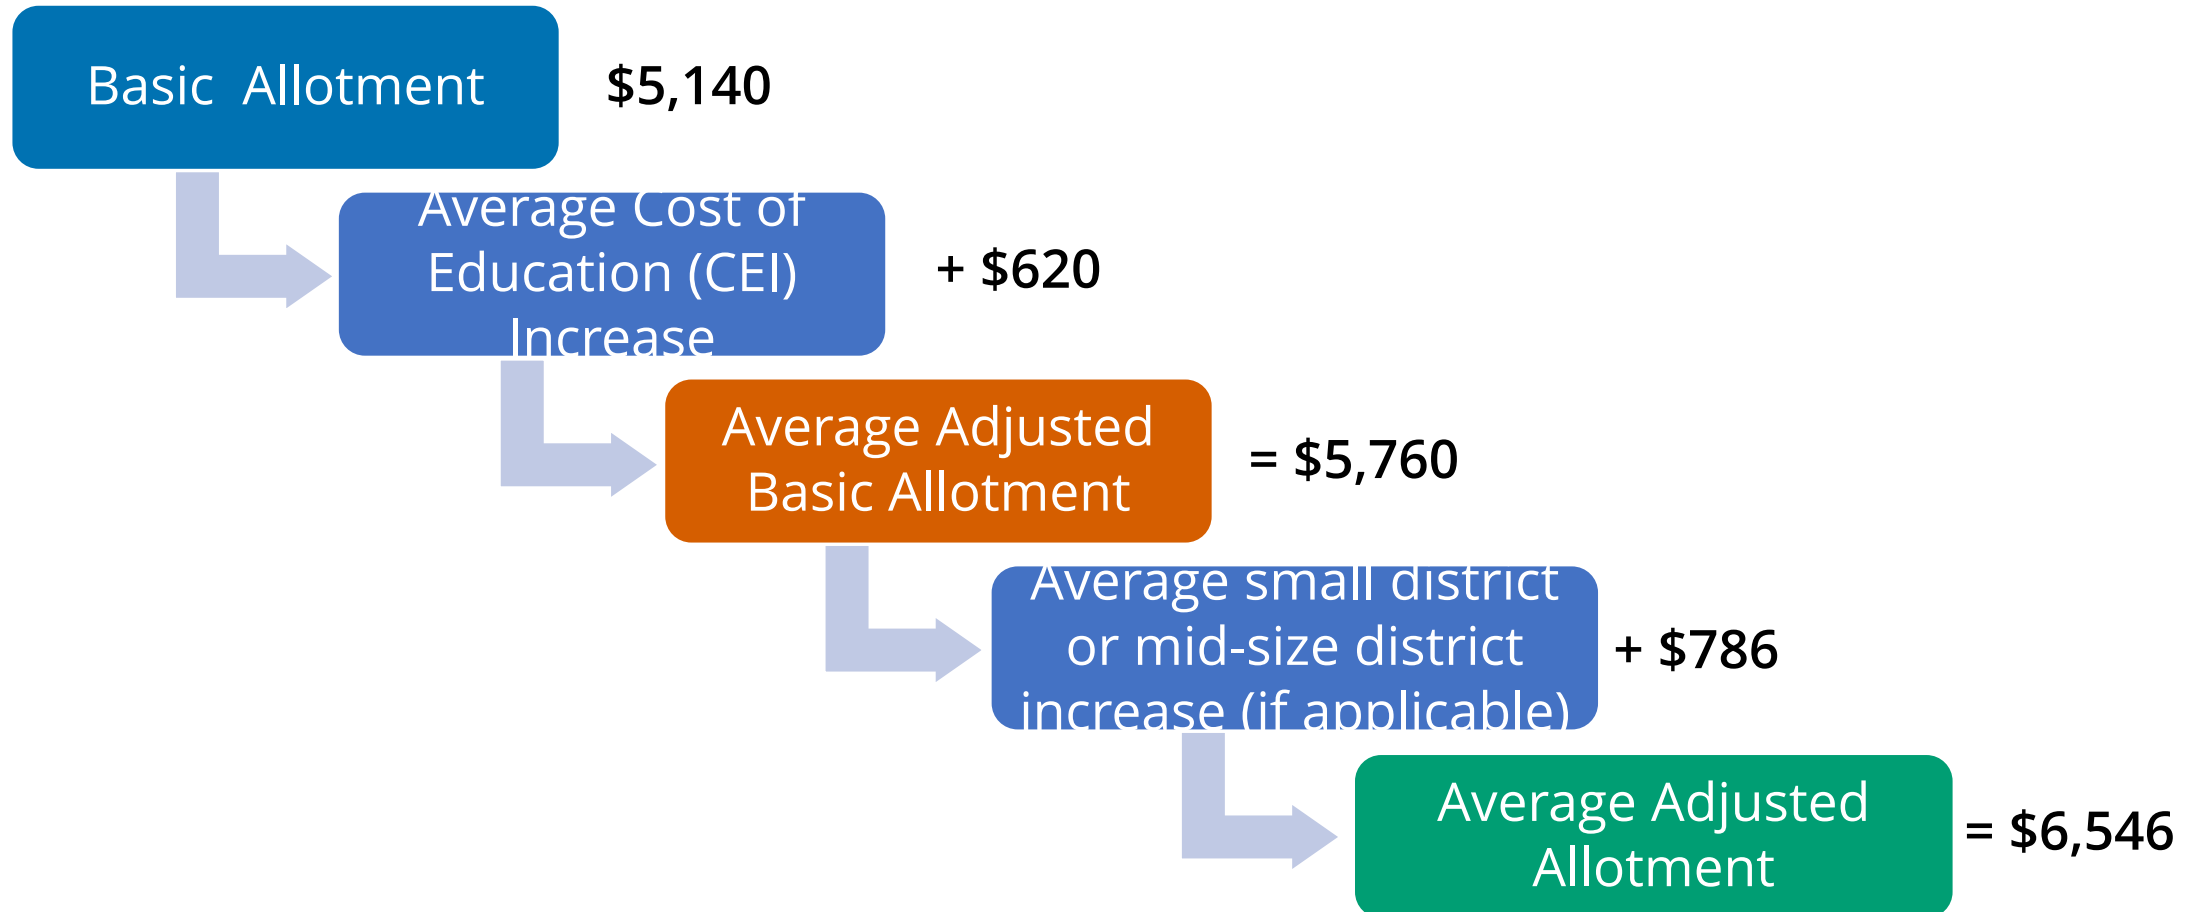 Basic Allotment
$5,140
Average Cost of
Education (CEI)
Increase
+ $620
Average Adjusted
Basic Allotment
= $5,760
Average small district
or mid-size district
increase (if applicable)
+ $786
Average Adjusted
Allotment
= $6,546